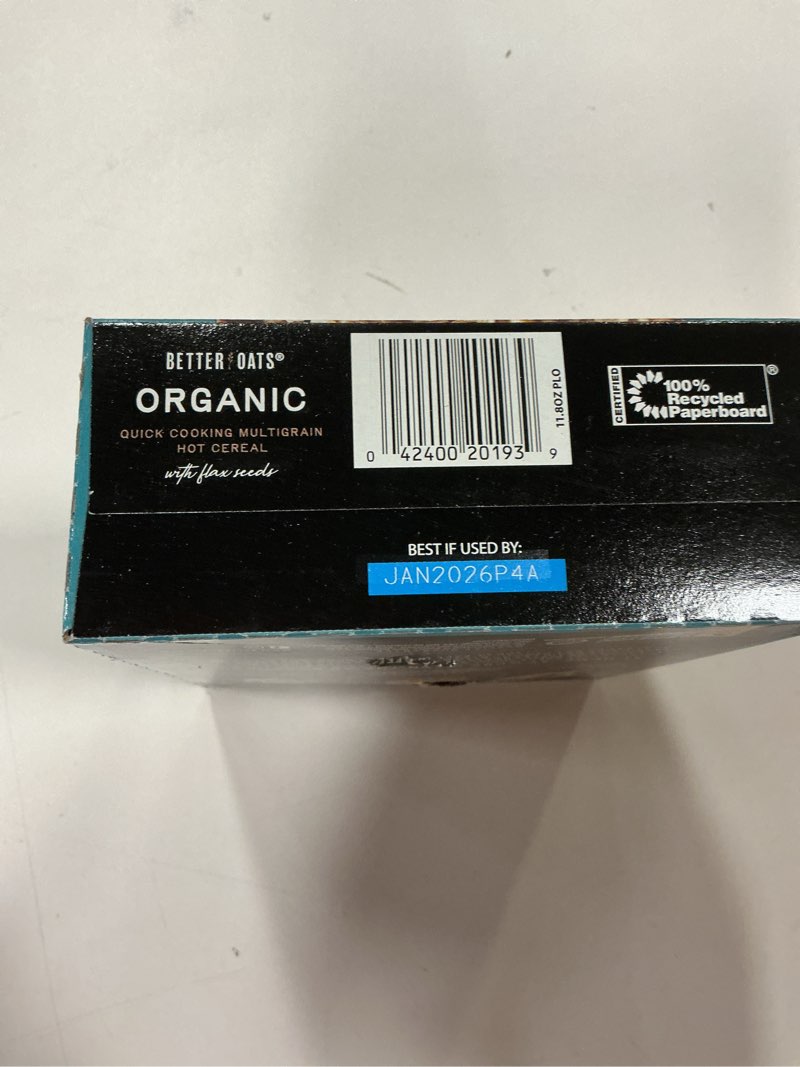 BETTER OATS®
ORGANIC
QUICK COOKING MULTIGRAIN
HOT CEREAL
with flax seeds
0 42400 20193 9
11.8OZ PLO
CERTIFIED
100%
Recycled
Paperboard®
BEST IF USED BY:
JAN2026P4A